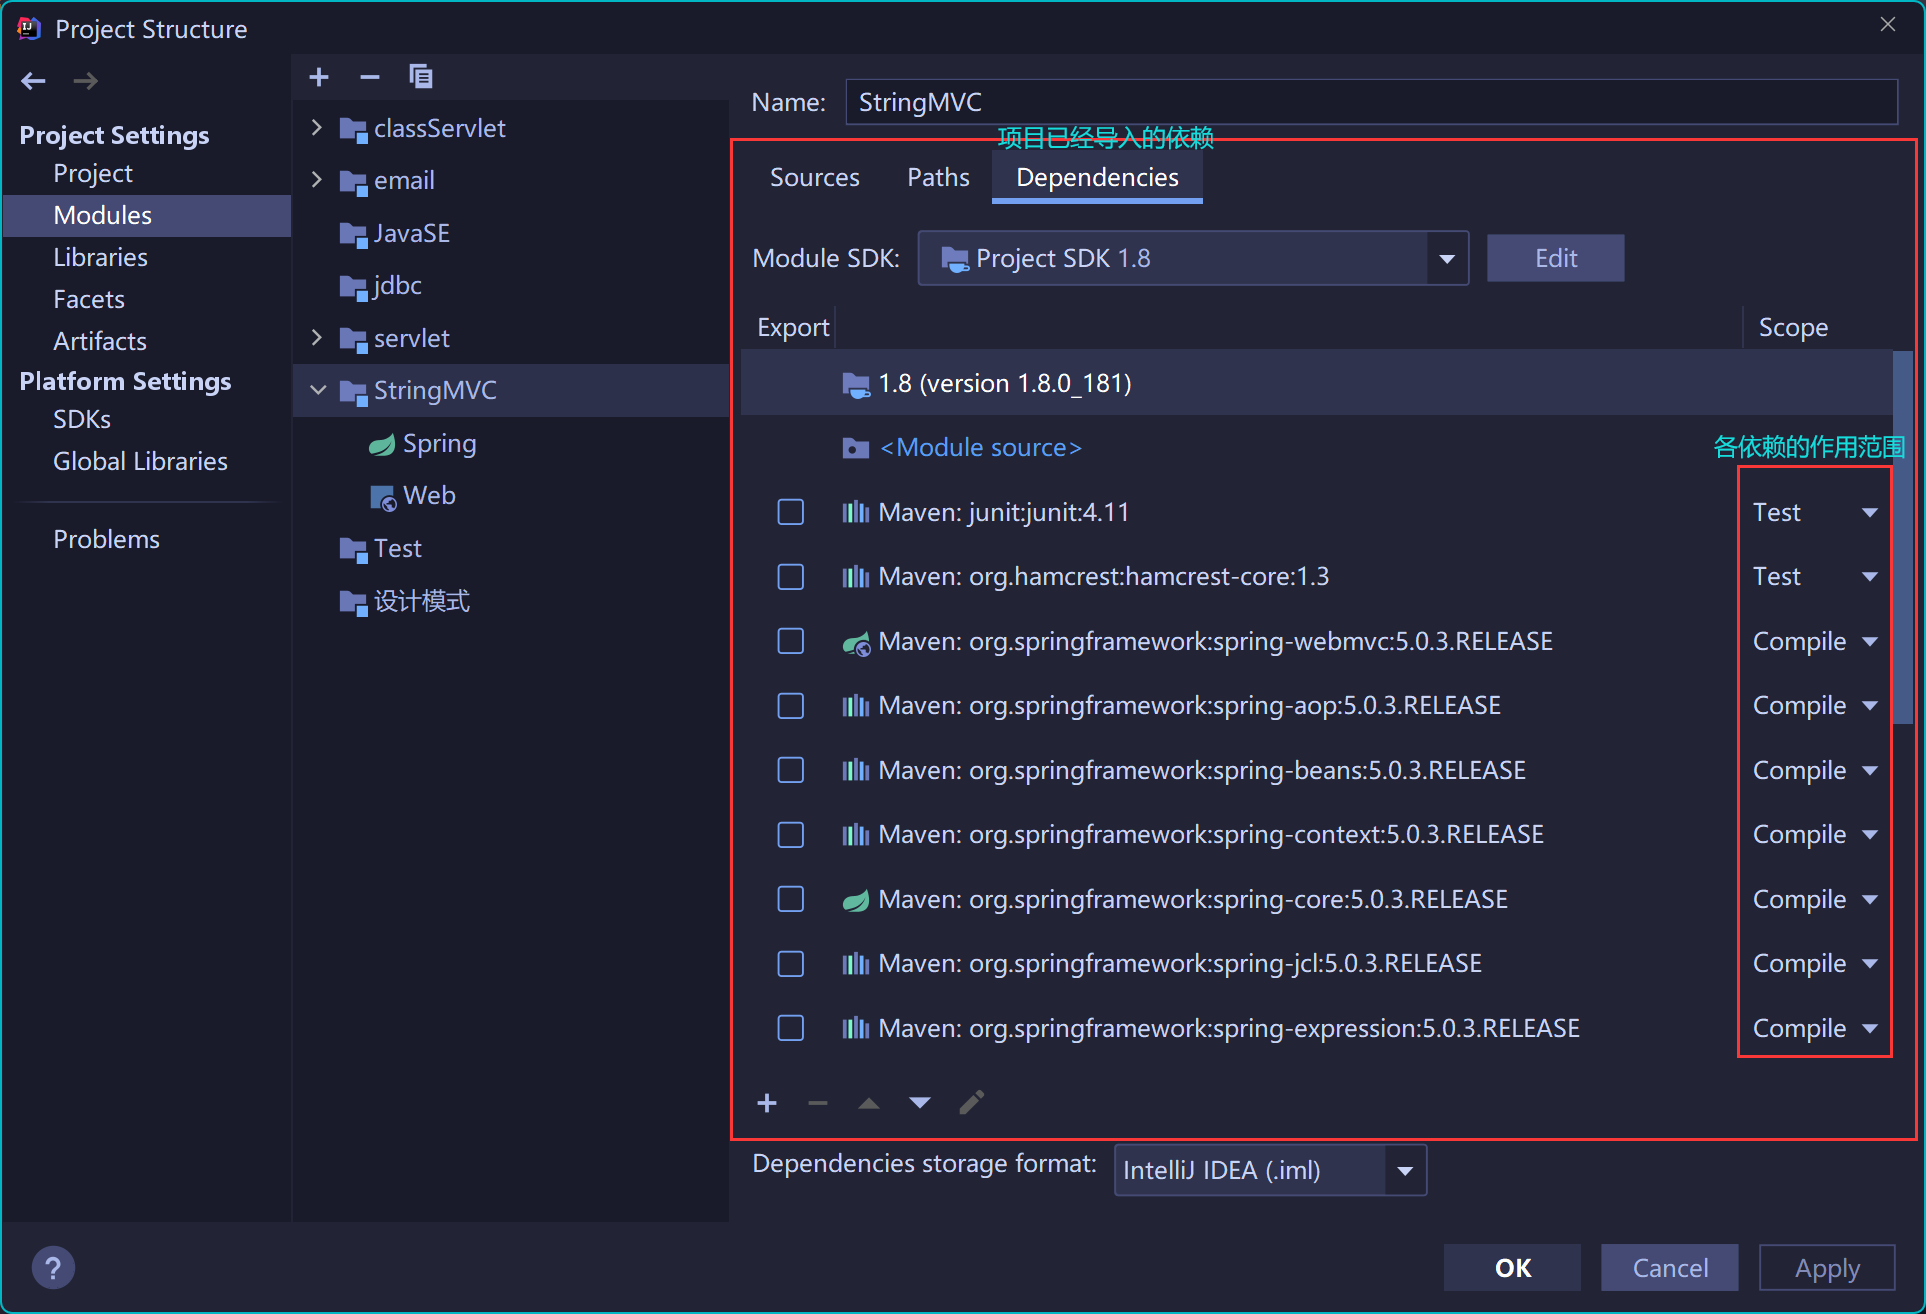 Project Structure
Project Settings
Project
Modules
Libraries
Facets
Artifacts
Platform Settings
SDKs
Global Libraries
Problems
classServlet
email
JavaSE
jdbc
servlet
StringMVC
Spring
Web
Test
设计模式
Name: StringMVC
项目已经导入的依赖
Sources Paths Dependencies
Module SDK: Project SDK 1.8 Edit
Export Scope
1.8 (version 1.8.0_181)
<Module source>
各依赖的作用范围
Maven: junit:junit:4.11 Test
Maven: org.hamcrest:hamcrest-core:1.3 Test
Maven: org.springframework:spring-webmvc:5.0.3.RELEASE Compile
Maven: org.springframework:spring-aop:5.0.3.RELEASE Compile
Maven: org.springframework:spring-beans:5.0.3.RELEASE Compile
Maven: org.springframework:spring-context:5.0.3.RELEASE Compile
Maven: org.springframework:spring-core:5.0.3.RELEASE Compile
Maven: org.springframework:spring-jcl:5.0.3.RELEASE Compile
Maven: org.springframework:spring-expression:5.0.3.RELEASE Compile
Dependencies storage format: IntelliJ IDEA (.iml)
? OK Cancel Apply